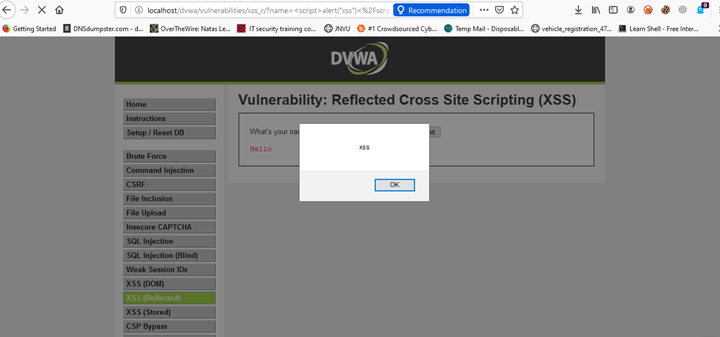 localhost/dvwa/vulnerabilities/xss_r/?name=<script>alert("xss")<%2Fscri
Recommendation
Getting Started
DNSdumpster.com - d...
OverTheWire: Natas Le...
IT security training co...
JNVU
#1 Crowdsourced Cyb...
Temp Mail - Disposabl...
vehicle_registration_47...
Learn Shell - Free Inter...
0
DVWA
Home
Instructions
Setup / Reset DB
Brute Force
Command Injection
CSRF
File Inclusion
File Upload
Insecure CAPTCHA
SQL Injection
SQL Injection (Blind)
Weak Session IDs
XSS (DOM)
XSS (Reflected)
XSS (Stored)
CSP Bypass
Vulnerability: Reflected Cross Site Scripting (XSS)
What's your
Hello
xss
OK